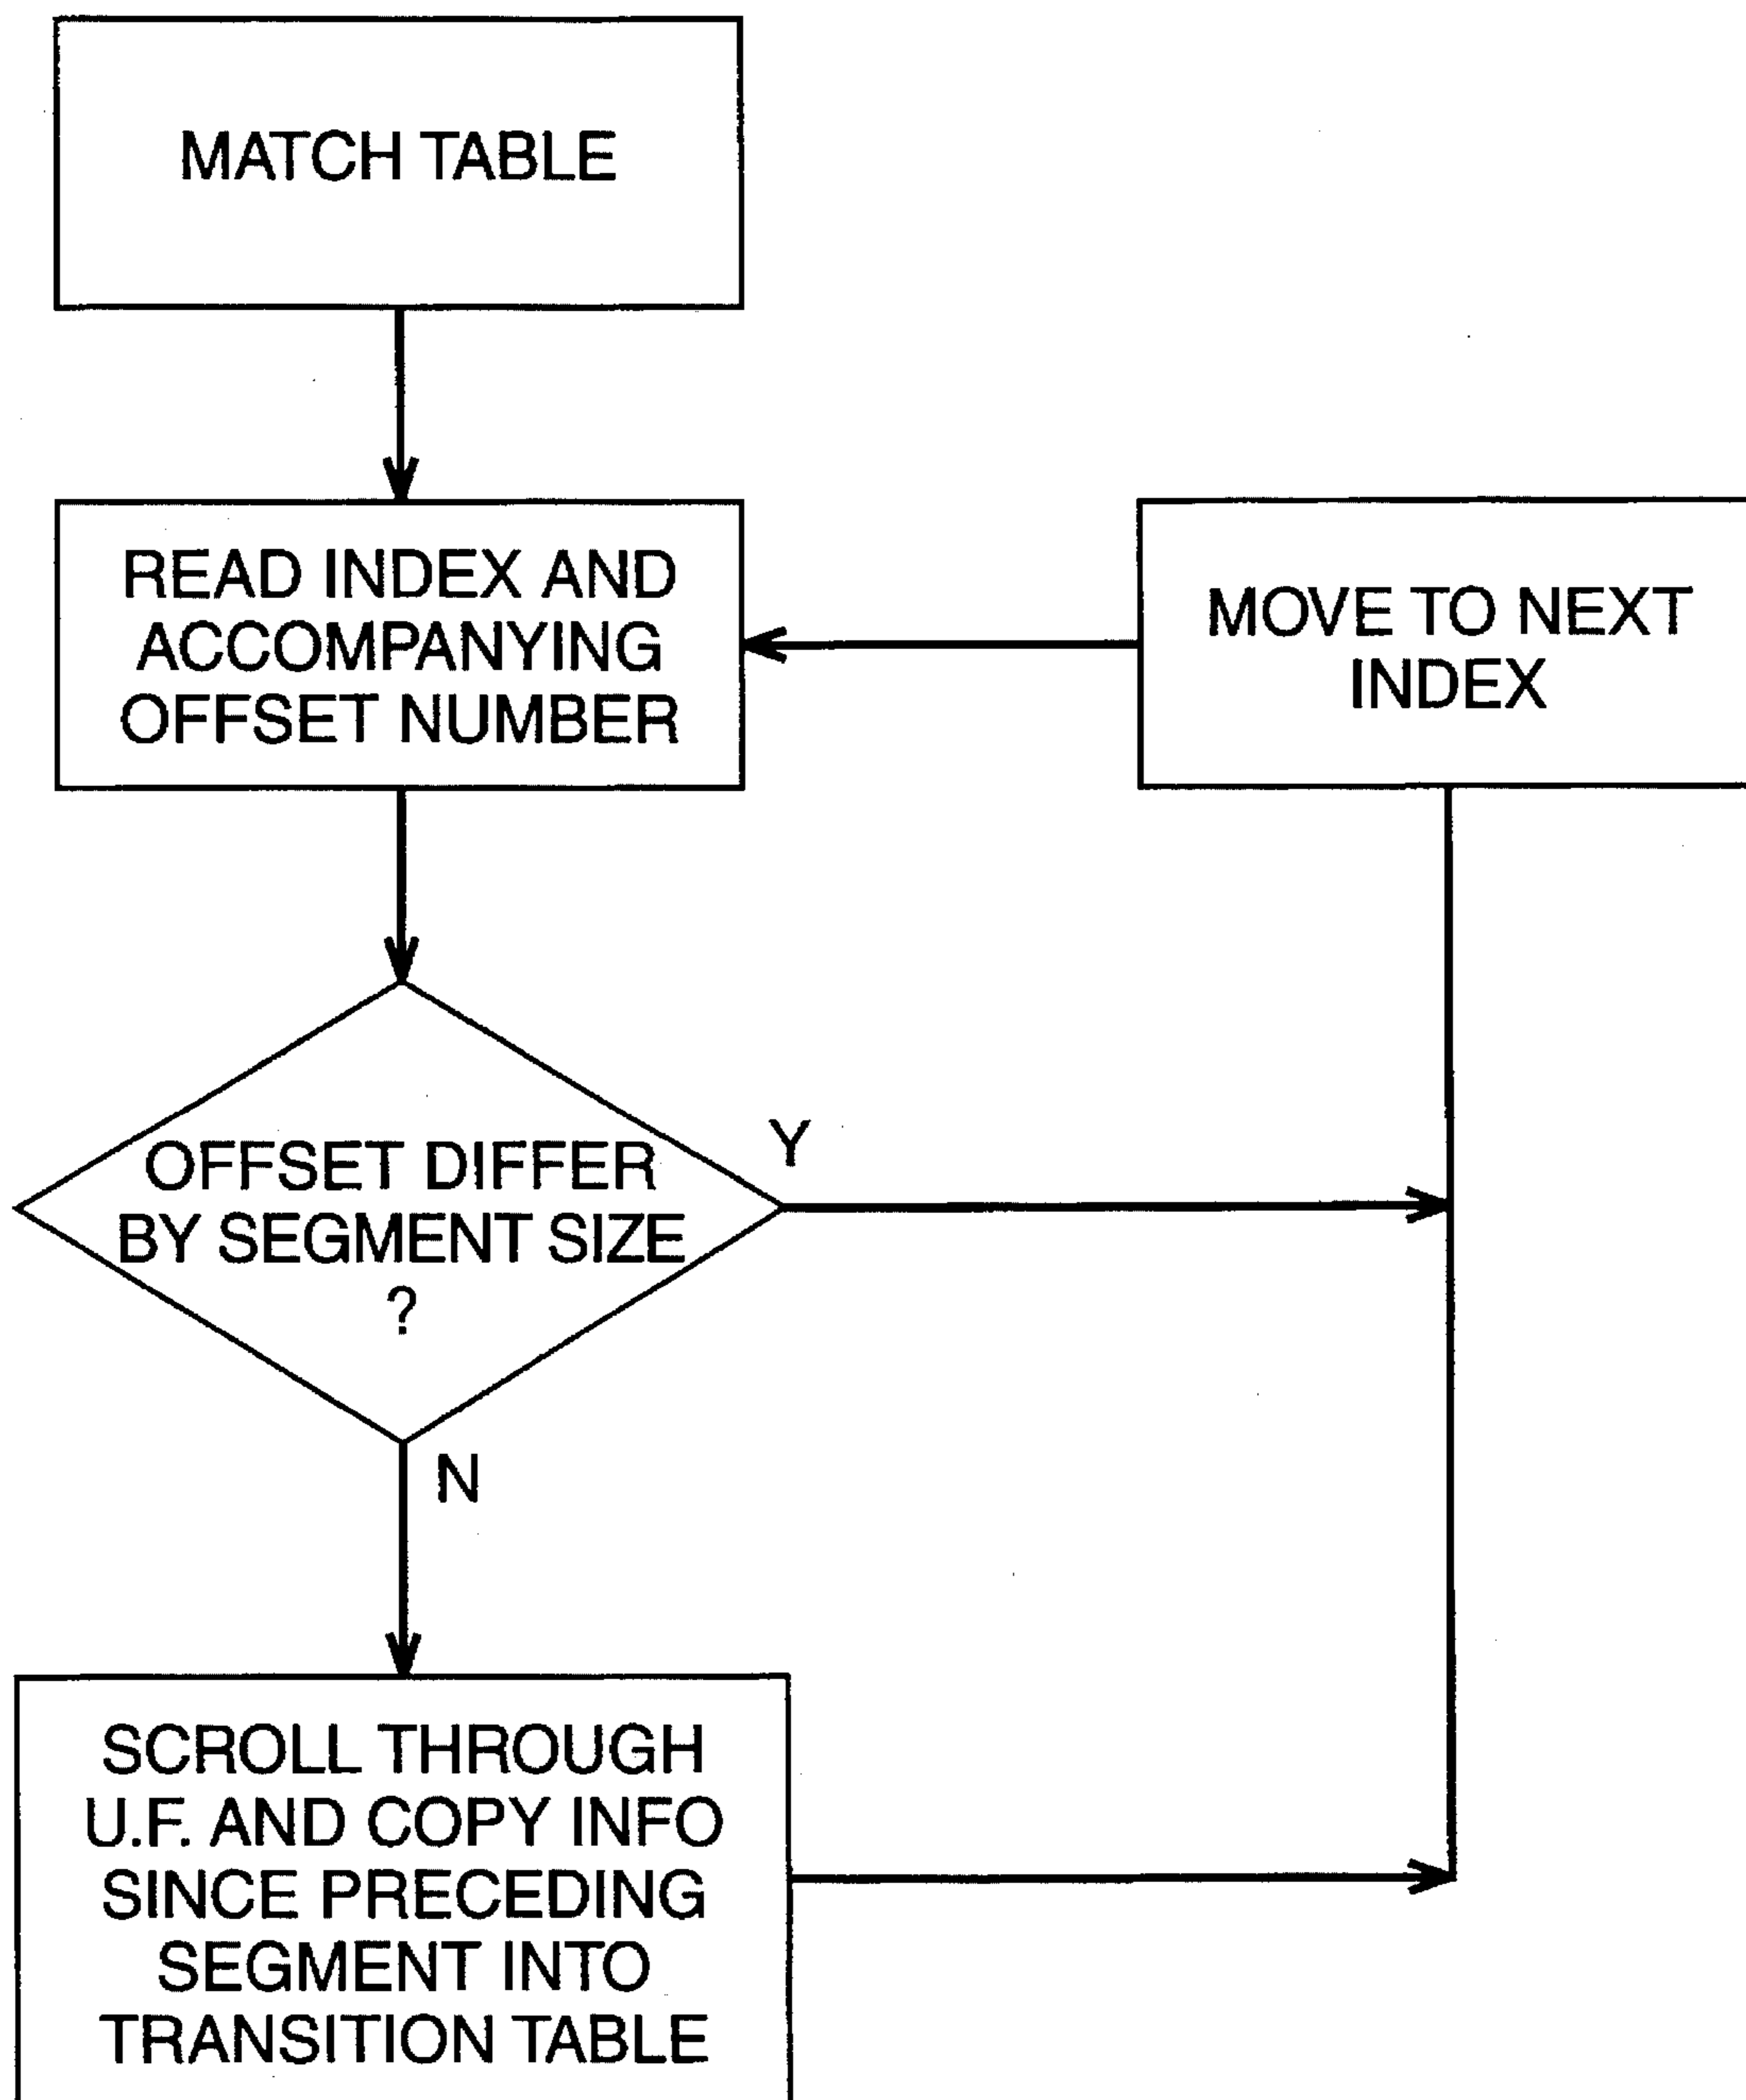 MATCH TABLE
READ INDEX AND
ACCOMPANYING
OFFSET NUMBER
MOVE TO NEXT
INDEX
OFFSET DIFFER
BY SEGMENT SIZE
?
Y
N
SCROLL THROUGH
U.F. AND COPY INFO
SINCE PRECEDING
SEGMENT INTO
TRANSITION TABLE